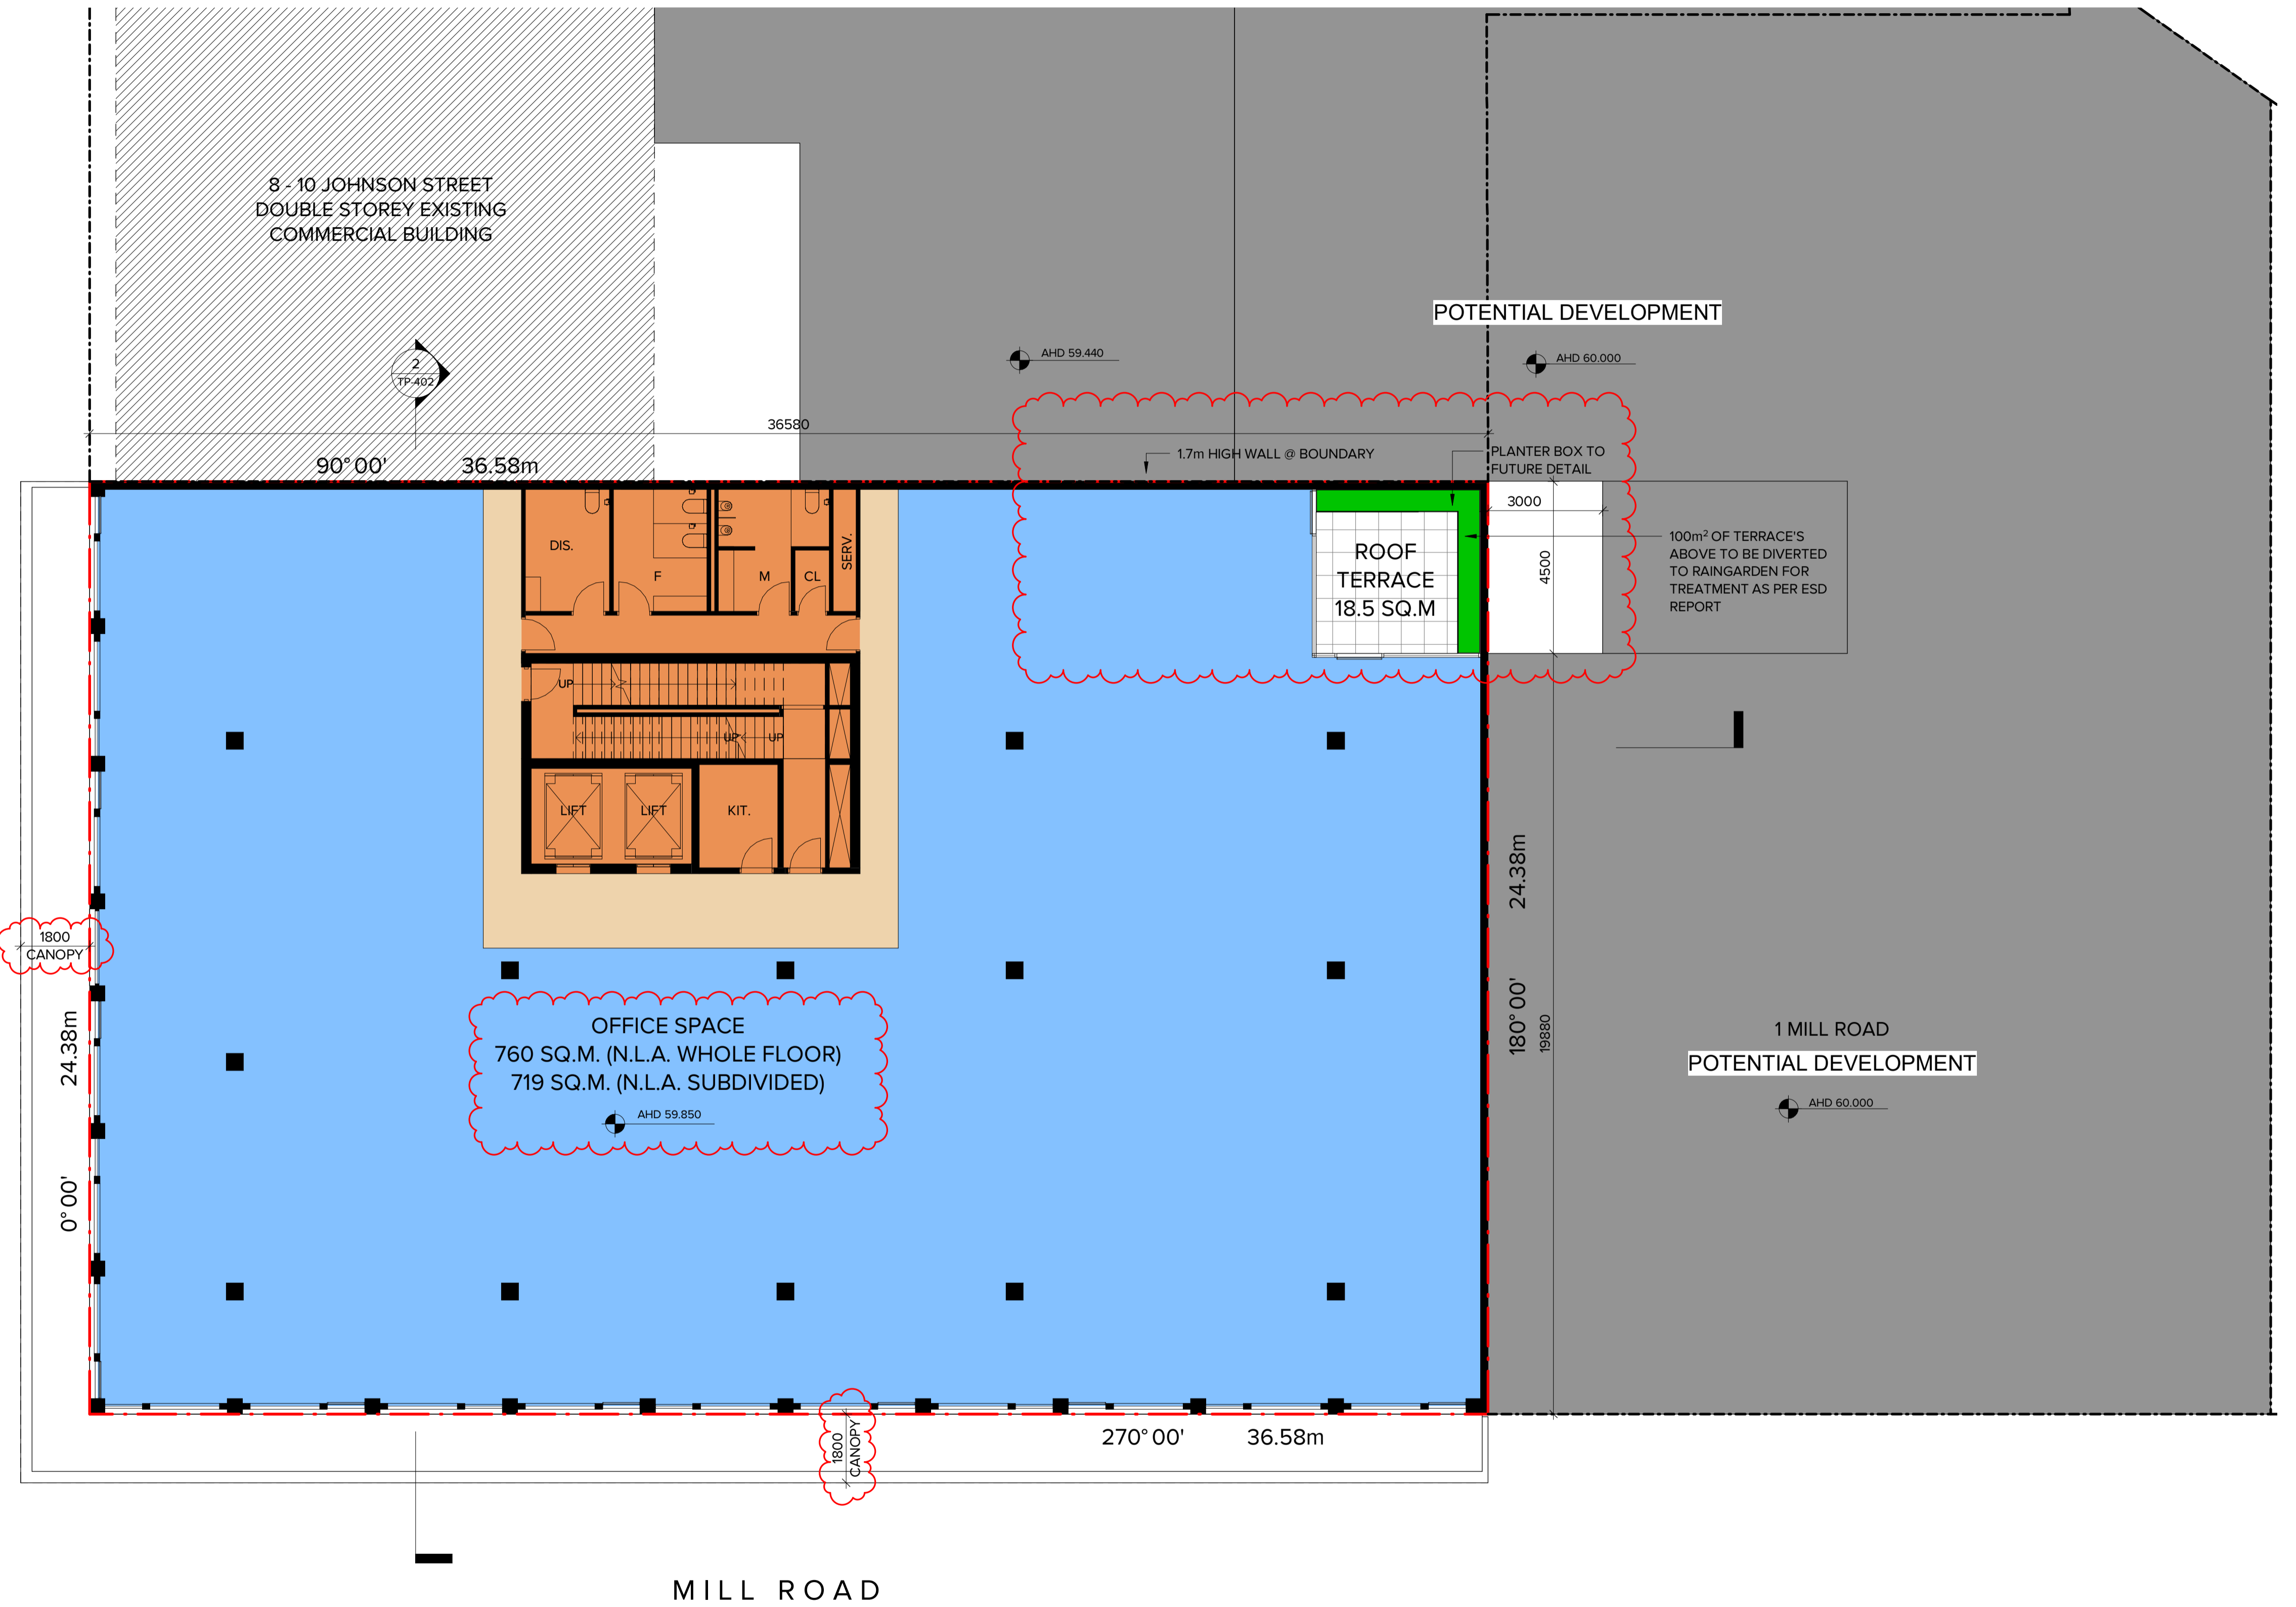 8 - 10 JOHNSON STREET
DOUBLE STOREY EXISTING
COMMERCIAL BUILDING
POTENTIAL DEVELOPMENT
AHD 59.440
AHD 60.000
2
TP-402
36580
90°00' 36.58m
1.7m HIGH WALL @ BOUNDARY
PLANTER BOX TO
FUTURE DETAIL
3000
4500
100m² OF TERRACE'S
ABOVE TO BE DIVERTED
TO RAINGARDEN FOR
TREATMENT AS PER ESD
REPORT
DIS.
F
M
CL
SERV.
ROOF
TERRACE
18.5 SQ.M
UP
UP
UP
LIFT
LIFT
KIT.
1800
CANOPY
24.38m
0°00'
OFFICE SPACE
760 SQ.M. (N.L.A. WHOLE FLOOR)
719 SQ.M. (N.L.A. SUBDIVIDED)
AHD 59.850
24.38m
180°00'
19880
1 MILL ROAD
POTENTIAL DEVELOPMENT
AHD 60.000
1800
CANOPY
270°00' 36.58m
MILL ROAD